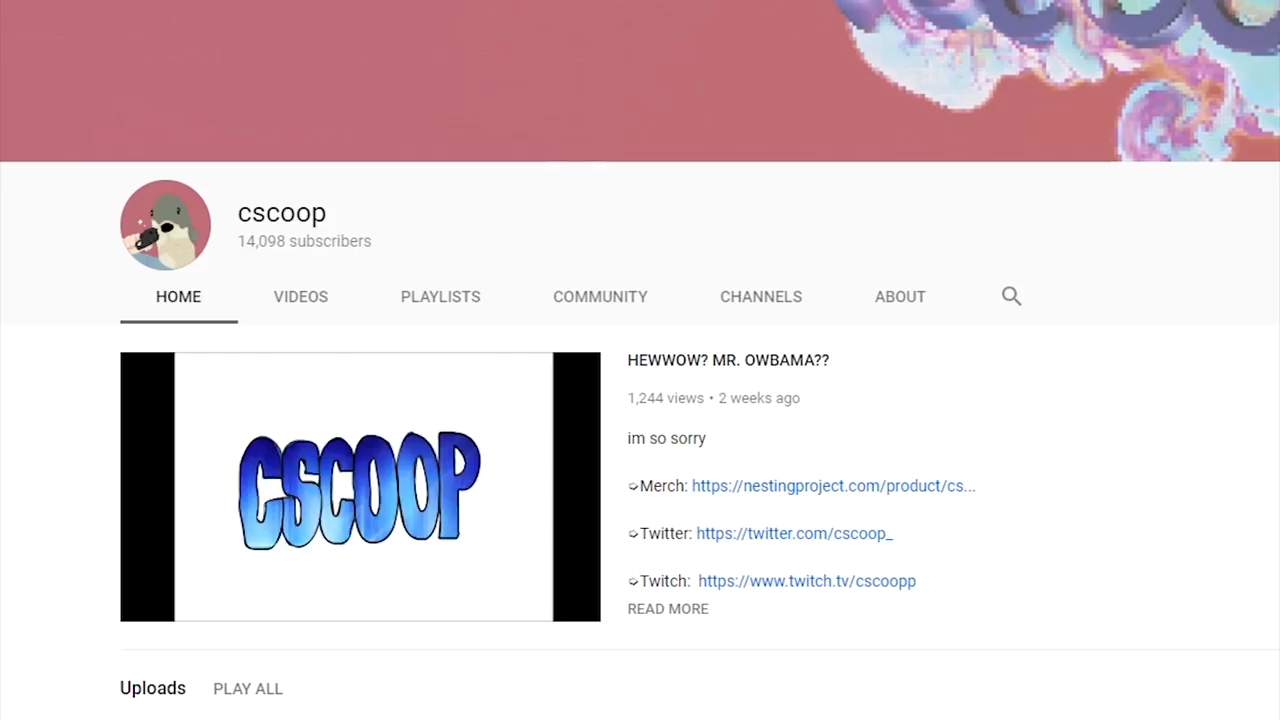 cscoop
14,098 subscribers
HOME VIDEOS PLAYLISTS COMMUNITY CHANNELS ABOUT
CSCOOP
HEWWOW? MR. OWBAMA??
1,244 views • 2 weeks ago
im so sorry
➭Merch: https://nestingproject.com/product/cs...
➭Twitter: https://twitter.com/cscoop_
➭Twitch: https://www.twitch.tv/cscoopp
READ MORE
Uploads PLAY ALL